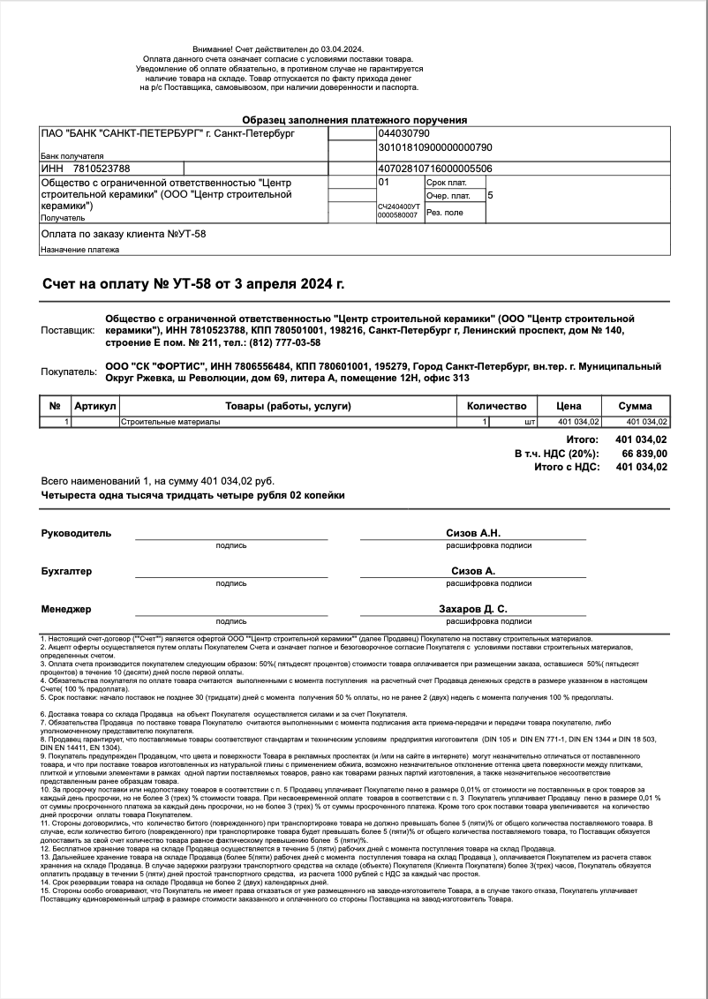 Внимание! Счет действителен до 03.04.2024.
Оплата данного счета означает согласие с условиями поставки товара.
Уведомление об оплате обязательно, в противном случае не гарантируется
наличие товара на складе. Товар отпускается по факту прихода денег
на р/с Поставщика, самовывозом, при наличии доверенности и паспорта.
Образец заполнения платежного поручения
ПАО "БАНК "САНКТ-ПЕТЕРБУРГ" г. Санкт-Петербург 044030790
30101810900000000790
Банк получателя
ИНН 7810523788 40702810716000005506
Общество с ограниченной ответственностью "Центр 01 Срок плат.
строительной керамики" (ООО "Центр строительной Очер. плат. 5
керамики") СЧ240400УТ
0000580007 Рез. поле
Получатель
Оплата по заказу клиента №УТ-58
Назначение платежа
Счет на оплату № УТ-58 от 3 апреля 2024 г.
Поставщик: Общество с ограниченной ответственностью "Центр строительной керамики" (ООО "Центр строительной
керамики"), ИНН 7810523788, КПП 780501001, 198216, Санкт-Петербург г, Ленинский проспект, дом № 140,
строение Е пом. № 211, тел.: (812) 777-03-58
Покупатель: ООО "СК "ФОРТИС", ИНН 7806556484, КПП 780601001, 195279, Город Санкт-Петербург, вн.тер. г. Муниципальный
Округ Ржевка, ш Революции, дом 69, литера А, помещение 12Н, офис 313
№ Артикул Товары (работы, услуги) Количество Цена Сумма
1 Строительные материалы 1 шт 401 034,02 401 034,02
Итого: 401 034,02
В т.ч. НДС (20%): 66 839,00
Итого с НДС: 401 034,02
Всего наименований 1, на сумму 401 034,02 руб.
Четыреста одна тысяча тридцать четыре рубля 02 копейки
Руководитель Сизов А.Н.
подпись расшифровка подписи
Бухгалтер Сизов А.
подпись расшифровка подписи
Менеджер Захаров Д. С.
подпись расшифровка подписи
1. Настоящий счет-договор (""Счет"") является офертой ООО ""Центр строительной керамики"" (далее Продавец) Покупателю на поставку строительных материалов.
2. Акцепт оферты осуществляется путем оплаты Покупателем Счета и означает полное и безоговорочное согласие Покупателя с условиями поставки строительных материалов,
определенных счетом.
3. Оплата счета производится покупателем следующим образом: 50%( пятьдесят процентов) стоимости товара оплачивается при размещении заказа, оставшиеся 50%( пятьдесят
процентов) в течение 10 (десяти) дней после первой оплаты.
4. Обязательства покупателя по оплате товара считаются выполненными с момента поступления на расчетный счет Продавца денежных средств в размере указанном в настоящем
Счете( 100 % предоплата).
5. Срок поставки: начало поставок не позднее 30 (тридцати) дней с момента получения 50 % оплаты, но не ранее 2 (двух) недель с момента получения 100 % предоплаты.
6. Доставка товара со склада Продавца на объект Покупателя осуществляется силами и за счет Покупателя.
7. Обязательства Продавца по поставке товара Покупателю считаются выполненными с момента подписания акта приема-передачи и передачи товара покупателю, либо
уполномоченному представителю покупателя.
8. Продавец гарантирует, что поставляемые товары соответствуют стандартам и техническим условиям предприятия изготовителя (DIN 105 и DIN EN 771-1, DIN EN 1344 и DIN 18 503,
DIN EN 14411, EN 1304).
9. Покупатель предупрежден Продавцом, что цвета и поверхности Товара в рекламных проспектах (и /или на сайте в интернете) могут незначительно отличаться от поставленного
товара, и что при поставке товаров из натуральной глины с применением обжига, возможно незначительное отклонение оттенка цвета поверхности между плитками,
плиткой и угловыми элементами в рамках одной партии поставляемых товаров, равно как товарами разных партий изготовления, а также незначительное несоответствие
представленным ранее образцам товара.
10. За просрочку поставки или недопоставку товаров в соответствии с п. 5 Продавец уплачивает Покупателю пеню в размере 0,01% от стоимости не поставленных в срок товаров за
каждый день просрочки, но не более 3 (трех) % стоимости товара. При несвоевременной оплате товаров в соответствии с п. 3 Покупатель уплачивает Продавцу пеню в размере 0,01 %
от суммы просроченного платежа за каждый день просрочки, но не более 3 (трех) % от суммы просроченного платежа. Кроме того срок поставки товара увеличивается на количество
дней просрочки оплаты товара Покупателем.
11. Стороны договорились, что количество битого (поврежденного) при транспортировке товара не должно превышать более 5 (пяти)% от общего количества поставляемого товара. В
случае, если количество битого (поврежденного) при транспортировке товара будет превышать более 5 (пяти)% от общего количества поставляемого товара, то Поставщик обязуется
допоставить за свой счет количество товара равное фактическому превышению более 5 (пяти)%.
12. Бесплатное хранение товара на складе Продавца осуществляется в течение 5 (пяти) рабочих дней с момента поступления товара на склад Продавца.
13. Дальнейшее хранение товара на складе Продавца (более 5(пяти) рабочих дней с момента поступления товара на склад Продавца ), оплачивается Покупателем из расчета ставок
хранения на складе Продавца. В случае задержки разгрузки транспортного средства на складе (объекте) Покупателя (Клиента Покупателя) более 3(трех) часов, Покупатель обязуется
оплатить продавцу в течении 5 (пяти) дней простой транспортного средства, из расчета 1000 рублей с НДС за каждый час простоя.
14. Срок резервации товара на складе Продавца не более 2 (двух) календарных дней.
15. Стороны особо оговаривают, что Покупатель не имеет права отказаться от уже размещенного на заводе-изготовителе Товара, а в случае такого отказа, Покупатель уплачивает
Поставщику единовременный штраф в размере стоимости заказанного и оплаченного со стороны Поставщика на завод-изготовитель Товара.